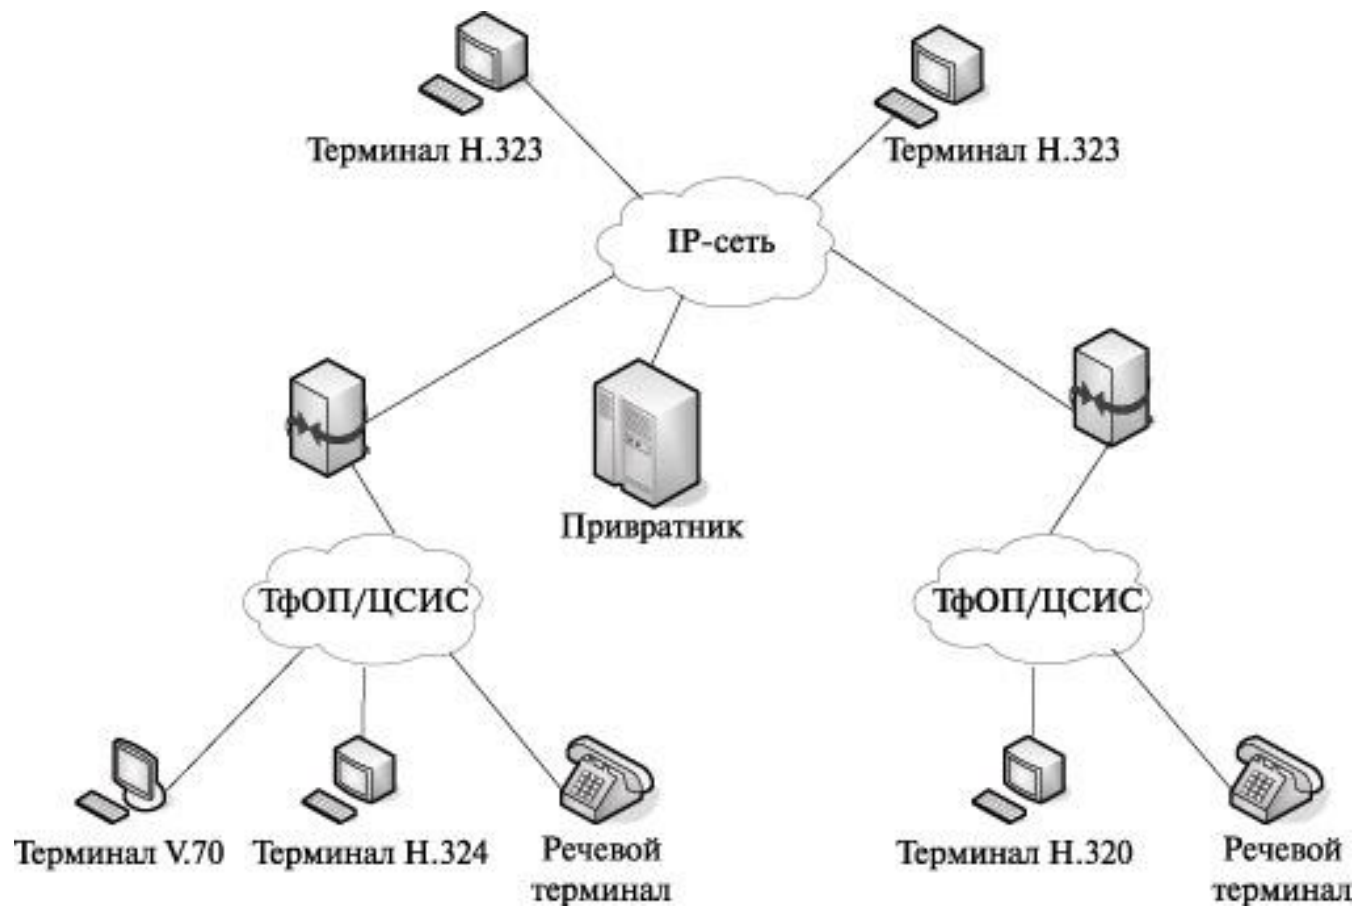 Терминал H.323
Терминал H.323
IP-сеть
Привратник
ТфОП/ЦСИС
ТфОП/ЦСИС
Терминал V.70
Терминал H.324
Речевой
терминал
Терминал H.320
Речевой
терминал